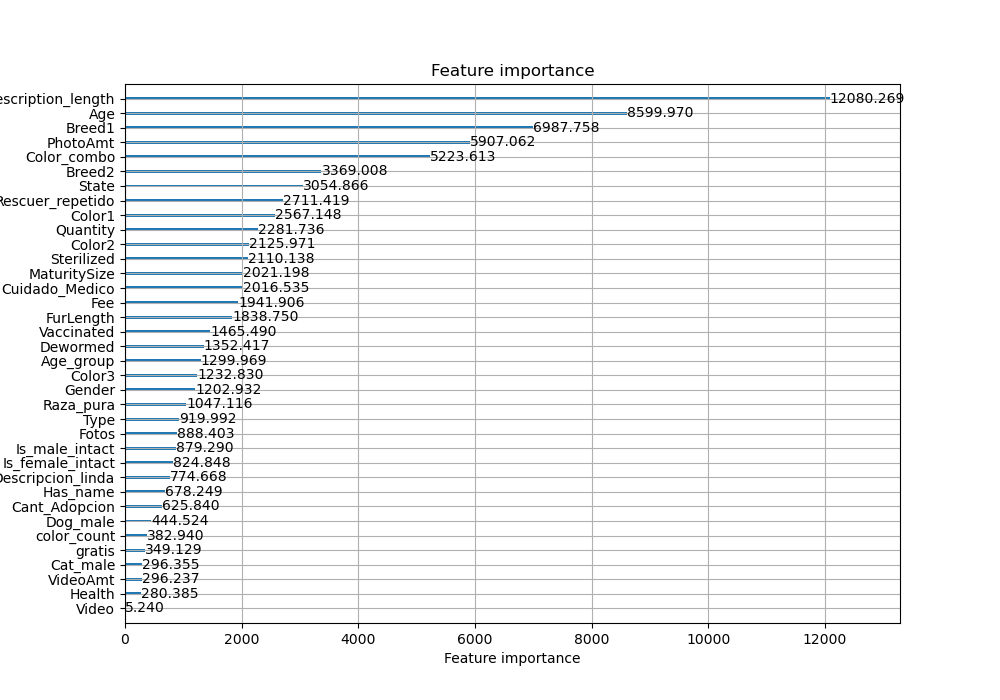 Feature importance
escription_length 12080.269
Age 8599.970
Breed1 6987.758
PhotoAmt 5907.062
Color_combo 5223.613
Breed2 3369.008
State 3054.866
Rescuer_repetido 2711.419
Color1 2567.148
Quantity 2281.736
Color2 2125.971
Sterilized 2110.138
MaturitySize 2021.198
Cuidado_Medico 2016.535
Fee 1941.906
FurLength 1838.750
Vaccinated 1465.490
Dewormed 1352.417
Age_group 1299.969
Color3 1232.830
Gender 1202.932
Raza_pura 1047.116
Type 919.992
Fotos 888.403
Is_male_intact 879.290
Is_female_intact 824.848
Descripcion_linda 774.668
Has_name 678.249
Cant_Adopcion 625.840
Dog_male 444.524
color_count 382.940
gratis 349.129
Cat_male 296.355
VideoAmt 296.237
Health 280.385
Video 5.240
0 2000 4000 6000 8000 10000 12000
Feature importance